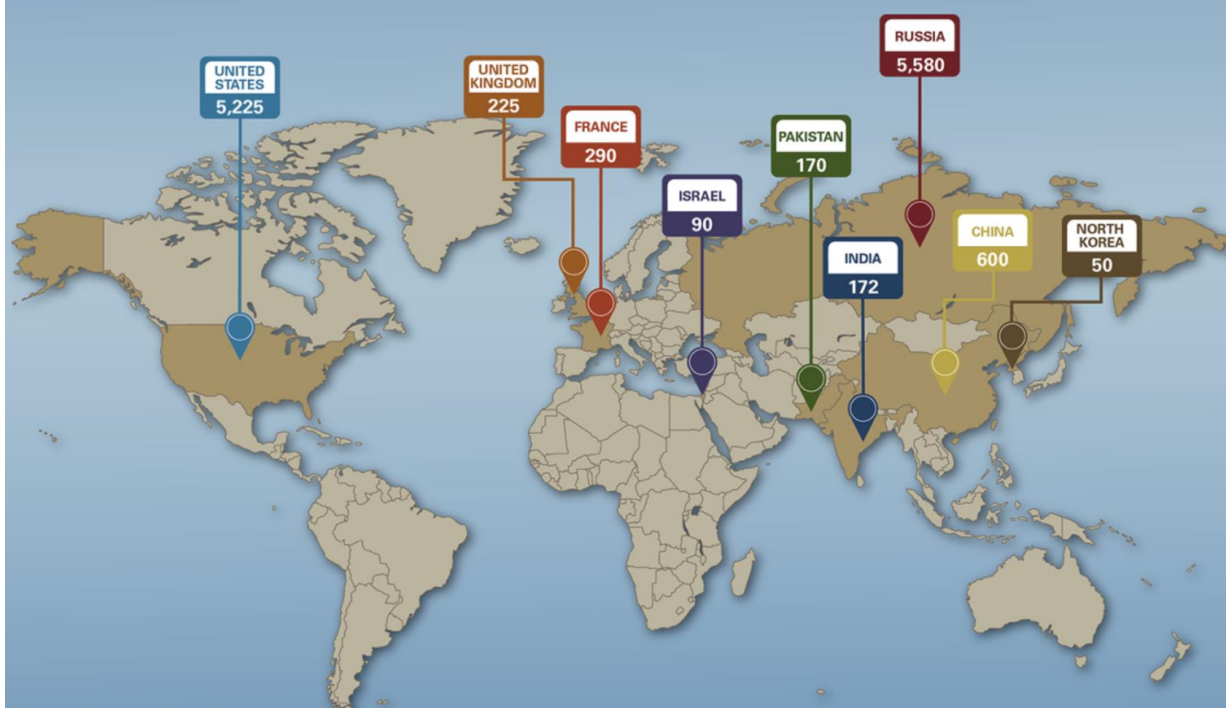 UNITED
STATES
5,225
UNITED
KINGDOM
225
FRANCE
290
ISRAEL
90
PAKISTAN
170
RUSSIA
5,580
INDIA
172
CHINA
600
NORTH
KOREA
50